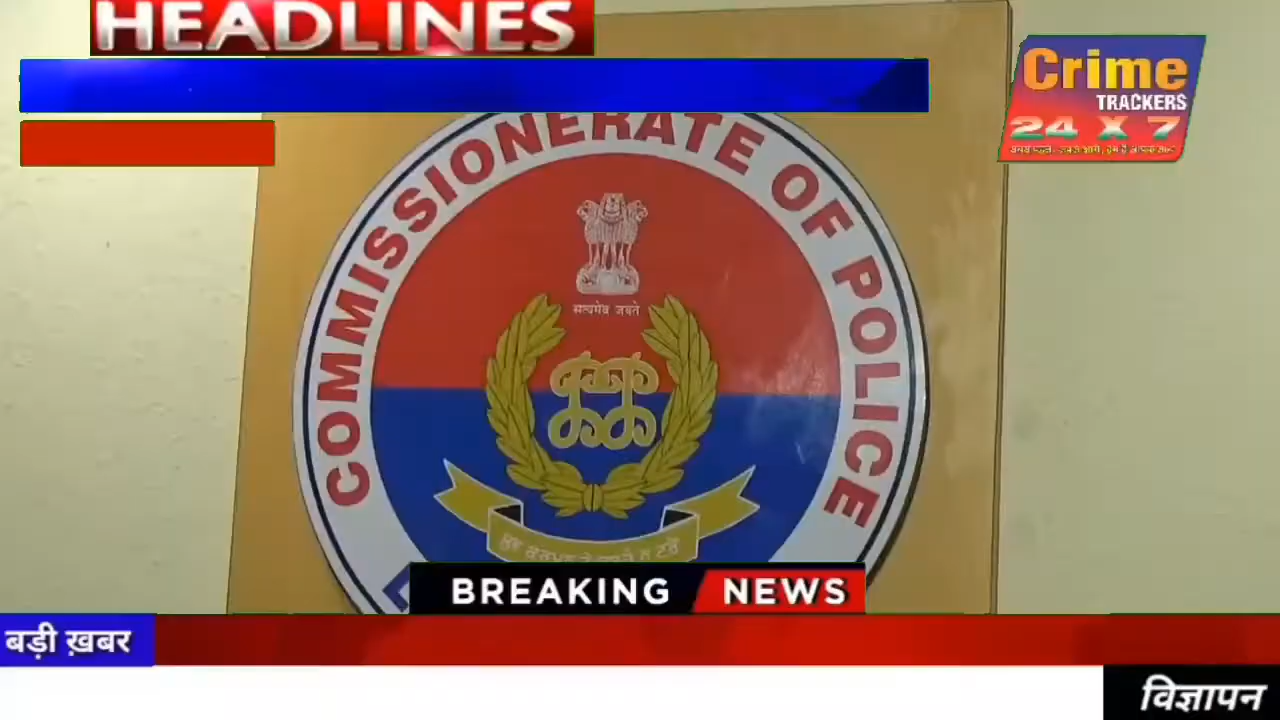 HEADLINES
Crime
TRACKERS
24 X 7
COMMISSIONERATE OF POLICE
सत्यमेव जयते
BREAKING NEWS
बड़ी ख़बर
विज्ञापन